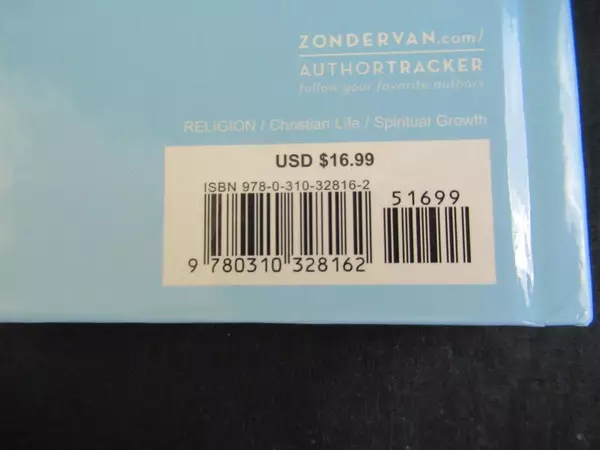 ZONDERVAN.com/
AUTHORTRACKER
follow your favorite authors
RELIGION / Christian Life / Spiritual Growth
USD $16.99
ISBN 978-0-310-32816-2
51699
9 780310 328162